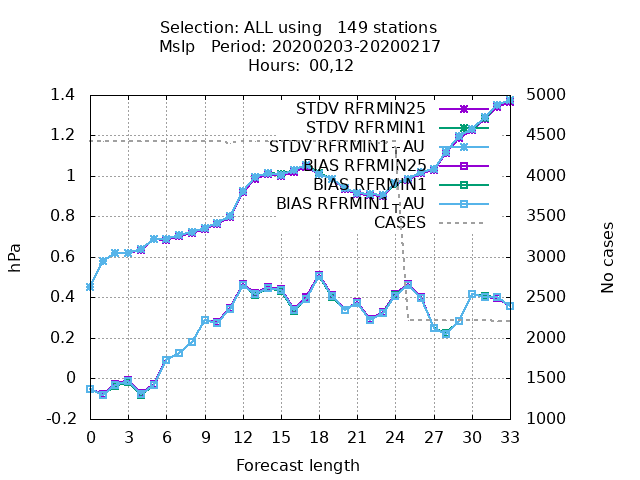 Selection: ALL using   149 stations
Mslp   Period: 20200203-20200217
Hours:  00,12
1.4
1.2
1
0.8
0.6
0.4
0.2
0
-0.2
hPa
STDV RFRMIN25
STDV RFRMIN1
STDV RFRMIN1_AU
BIAS RFRMIN25
BIAS RFRMIN1
BIAS RFRMIN1_AU
CASES
5000
4500
4000
3500
3000
2500
2000
1500
1000
No cases
0 3 6 9 12 15 18 21 24 27 30 33
Forecast length